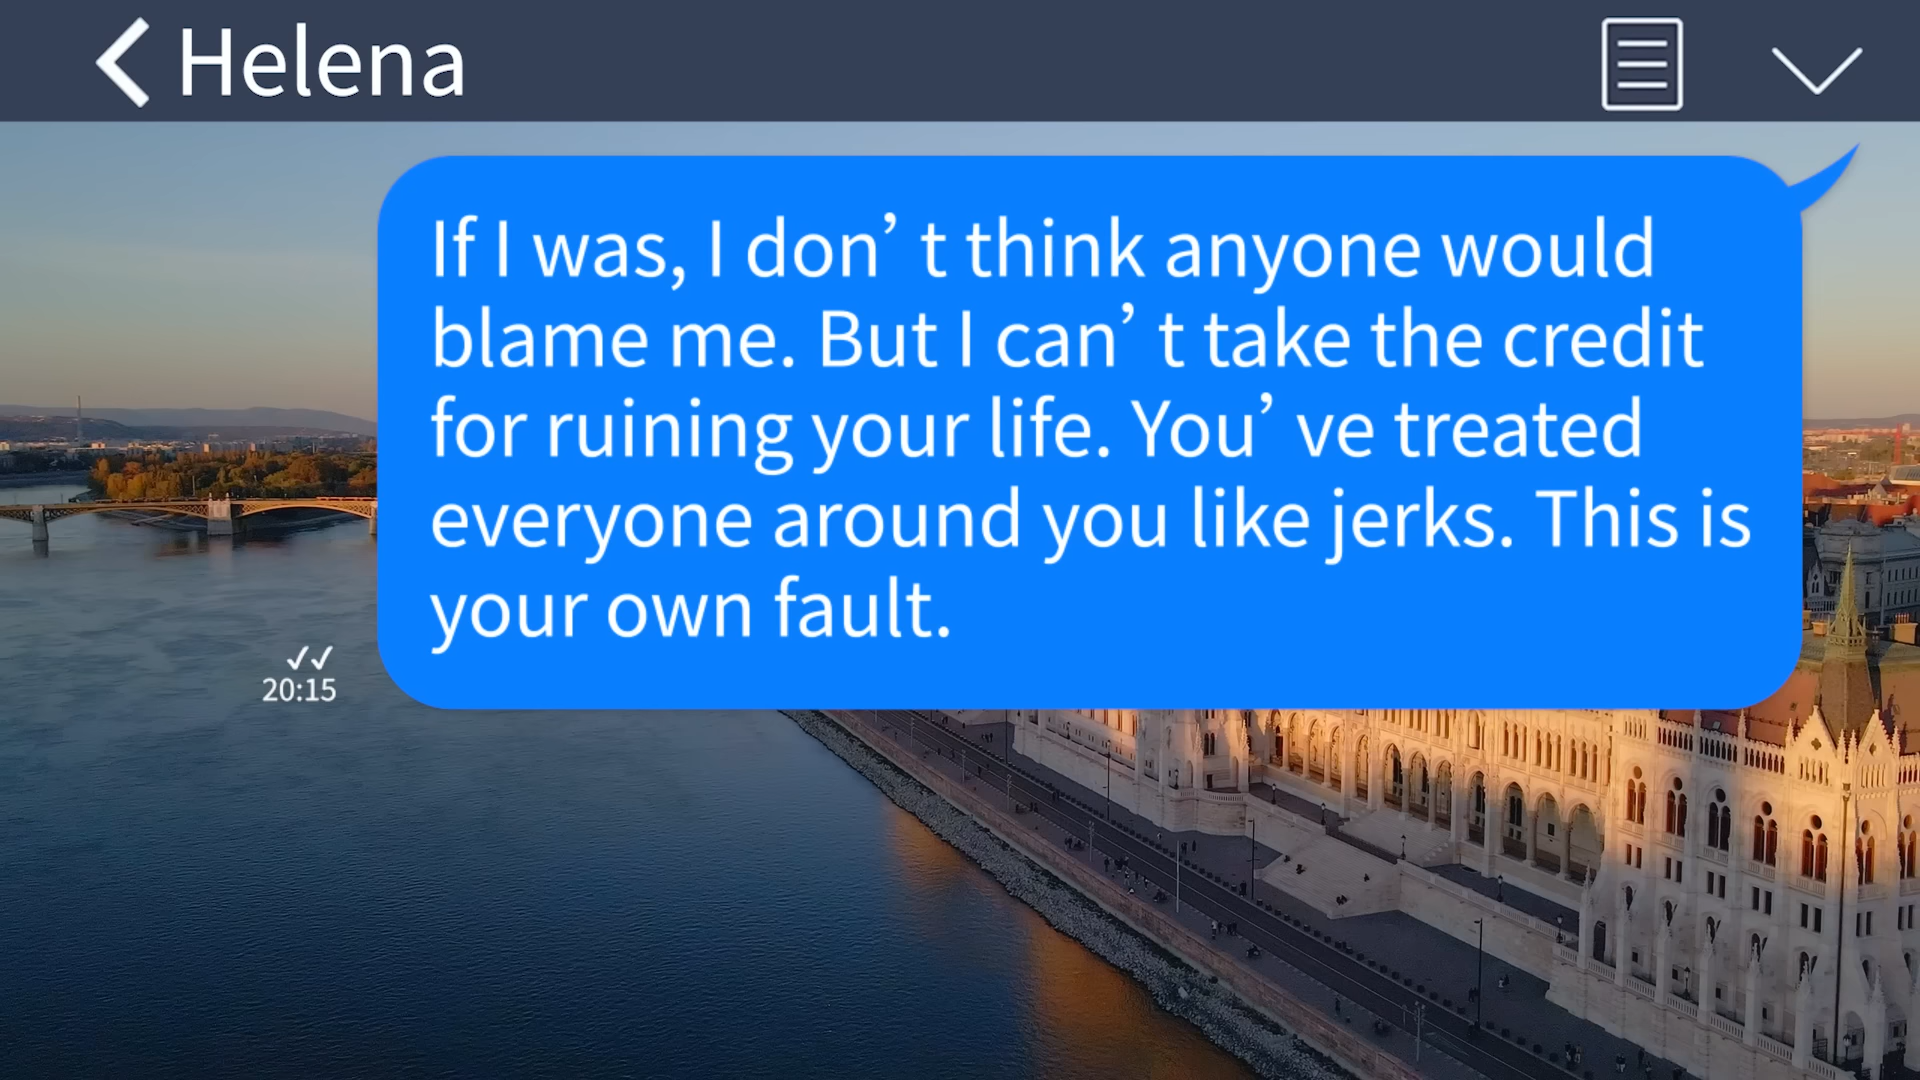 Helena
If I was, I don’ t think anyone would
blame me. But I can’ t take the credit
for ruining your life. You’ ve treated
everyone around you like jerks. This is
your own fault.
20:15